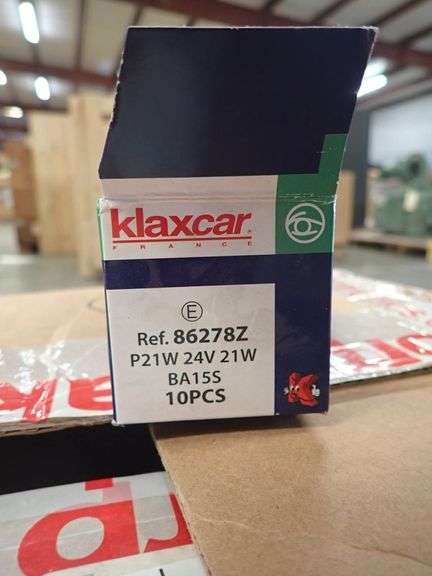 klaxcar
FRANCE
E
Ref. 86278Z
P21W 24V 21W
BA15S
10PCS